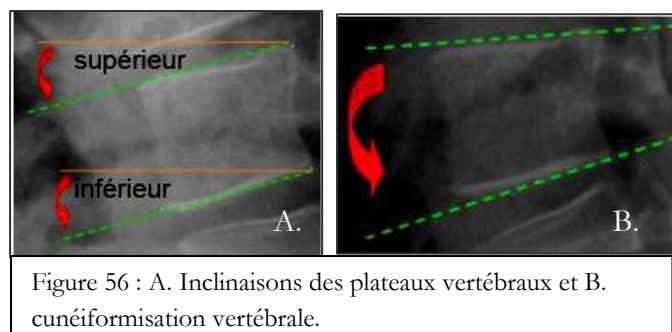 supérieur
inférieur
A.
B.
Figure 56 : A. Inclinaisons des plateaux vertébraux et B.
cunéiformisation vertébrale.